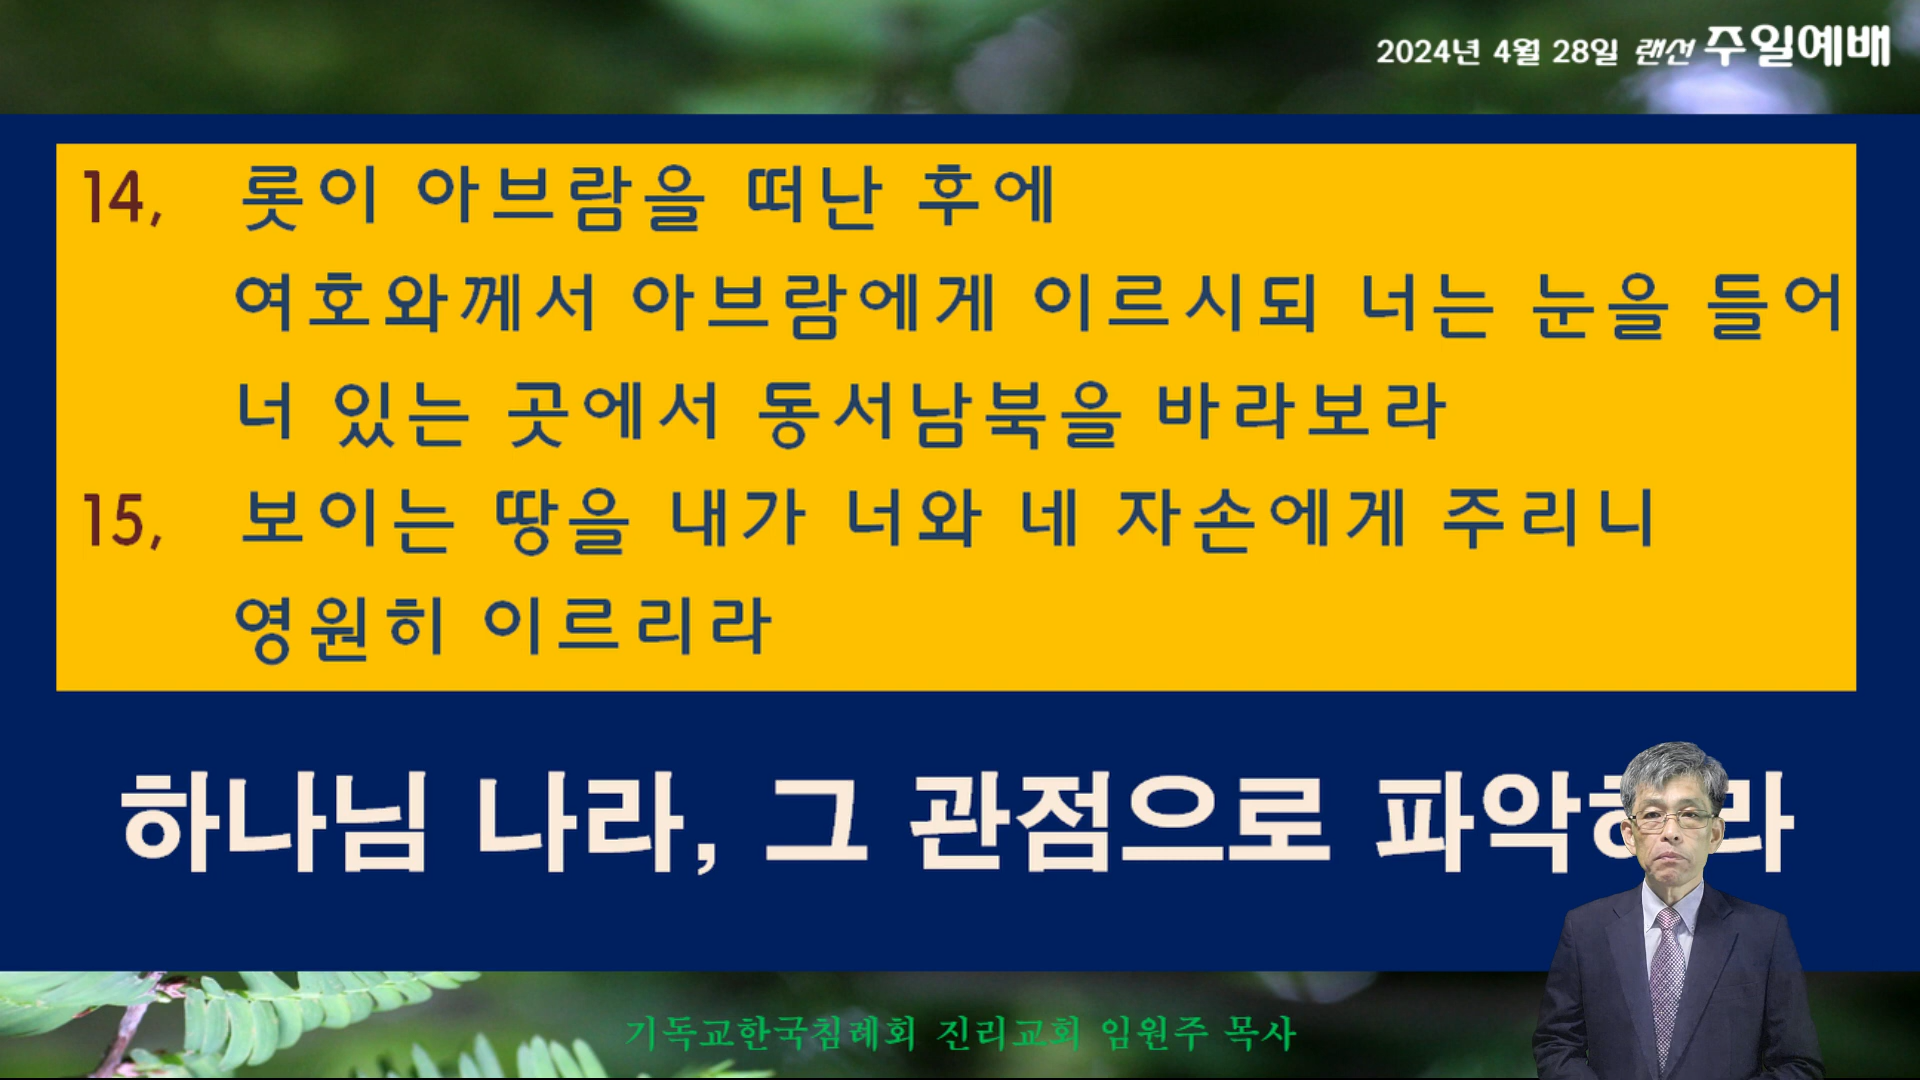 2024년 4월 28일 랜선 주일예배
14, 롯이 아브람을 떠난 후에
여호와께서 아브람에게 이르시되 너는 눈을 들어
너 있는 곳에서 동서남북을 바라보라
15, 보이는 땅을 내가 너와 네 자손에게 주리니
영원히 이르리라
하나님 나라, 그 관점으로
기독교한국침례회 진리교회 임원주 목사